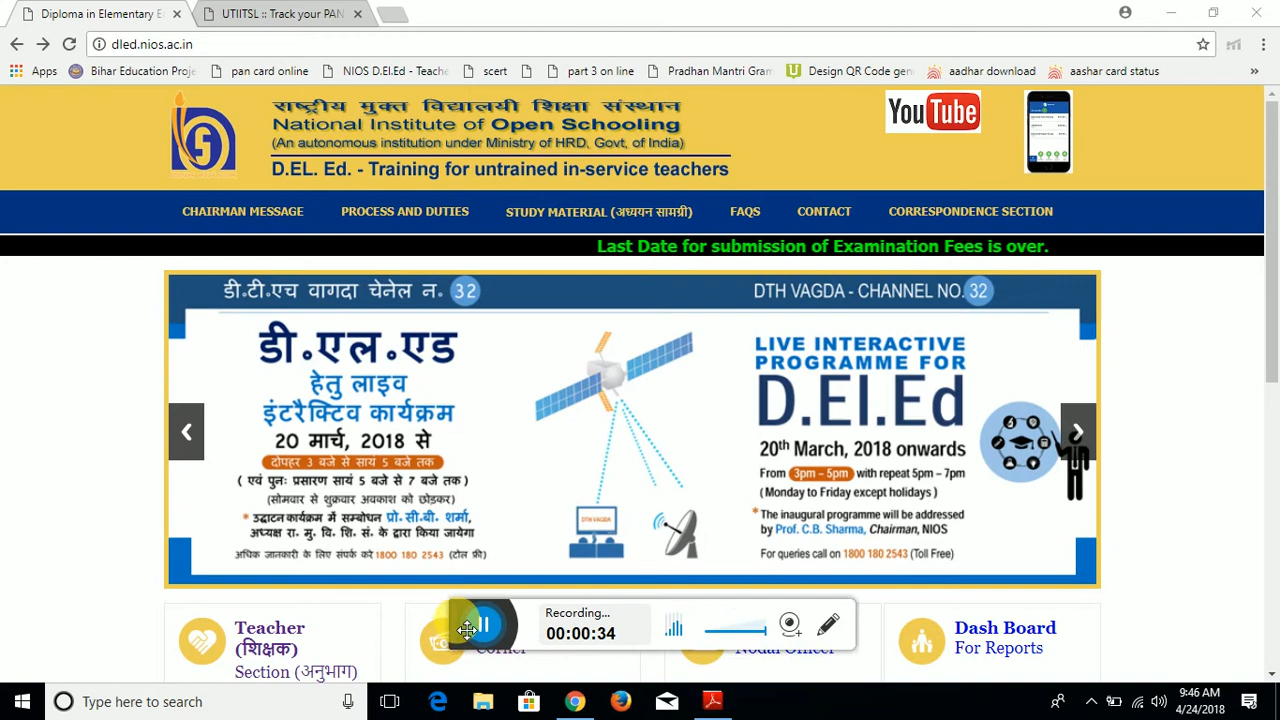 Diploma in Elementary E
UTIITSL :: Track your PAN
dled.nios.ac.in
Apps
Bihar Education Proje
pan card online
NIOS D.El.Ed - Teache
scert
part 3 on line
Pradhan Mantri Gram
Design QR Code gen
aadhar download
aashar card status
राष्ट्रीय मुक्त विद्यालयी शिक्षा संस्थान
National Institute of Open Schooling
(An autonomous institution under Ministry of HRD, Govt, of India)
D.EL. Ed. - Training for untrained in-service teachers
YouTube
CHAIRMAN MESSAGE
PROCESS AND DUTIES
STUDY MATERIAL (अध्ययन सामग्री)
FAQS
CONTACT
CORRESPONDENCE SECTION
Last Date for submission of Examination Fees is over.
डी॰टी॰एच वागदा चेनेल न॰ 32
DTH VAGDA - CHANNEL NO. 32
डी॰एल॰एड
हेतु लाइव
इंटरैक्टिव कार्यक्रम
20 मार्च, 2018 से
दोपहर 3 बजे से सायं 5 बजे तक
( एवं पुनः प्रसारण सायं 5 बजे से 7 बजे तक )
(सोमवार से शुक्रवार अवकाश को छोड़कर)
* उद्घाटन कार्यक्रम में सम्बोधन प्रो॰सी॰बी॰ शर्मा,
अध्यक्ष रा॰ मु॰ वि॰ शि॰ सं॰ के द्वारा किया जायेगा
अधिक जानकारी के लिए संपर्क करे 1800 180 2543 (टोल फ्री)
DTH VAGDA
LIVE INTERACTIVE
PROGRAMME FOR
D.El.Ed
20th March, 2018 onwards
From 3pm – 5pm with repeat 5pm – 7pm
(Monday to Friday except holidays)
* The inaugural programme will be addressed
by Prof. C.B. Sharma, Chairman, NIOS
For queries call on 1800 180 2543 (Toll Free)
Teacher
(शिक्षक)
Section (अनुभाग)
Corner
Nodal Officer
Dash Board
For Reports
Recording...
00:00:34
Type here to search
9:46 AM
4/24/2018